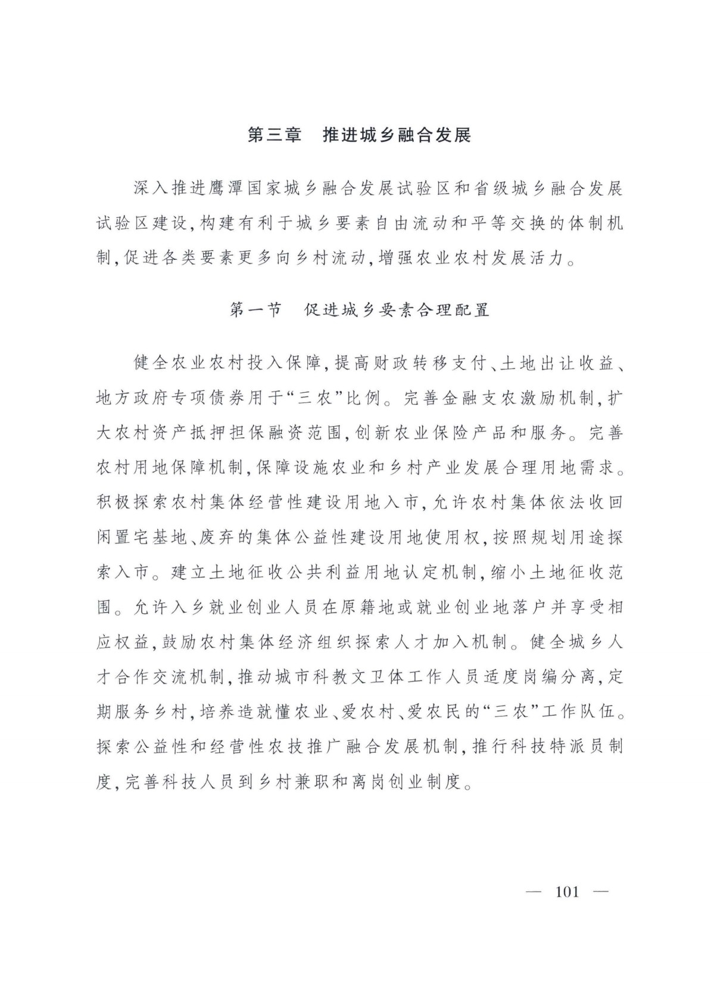 第三章　推进城乡融合发展
深入推进鹰潭国家城乡融合发展试验区和省级城乡融合发展
试验区建设,构建有利于城乡要素自由流动和平等交换的体制机
制,促进各类要素更多向乡村流动,增强农业农村发展活力。
第一节　促进城乡要素合理配置
健全农业农村投入保障,提高财政转移支付、土地出让收益、
地方政府专项债券用于“三农”比例。完善金融支农激励机制,扩
大农村资产抵押担保融资范围,创新农业保险产品和服务。完善
农村用地保障机制,保障设施农业和乡村产业发展合理用地需求。
积极探索农村集体经营性建设用地入市,允许农村集体依法收回
闲置宅基地、废弃的集体公益性建设用地使用权,按照规划用途探
索入市。建立土地征收公共利益用地认定机制,缩小土地征收范
围。允许入乡就业创业人员在原籍地或就业创业地落户并享受相
应权益,鼓励农村集体经济组织探索人才加入机制。健全城乡人
才合作交流机制,推动城市科教文卫体工作人员适度岗编分离,定
期服务乡村,培养造就懂农业、爱农村、爱农民的“三农”工作队伍。
探索公益性和经营性农技推广融合发展机制,推行科技特派员制
度,完善科技人员到乡村兼职和离岗创业制度。
— 101 —